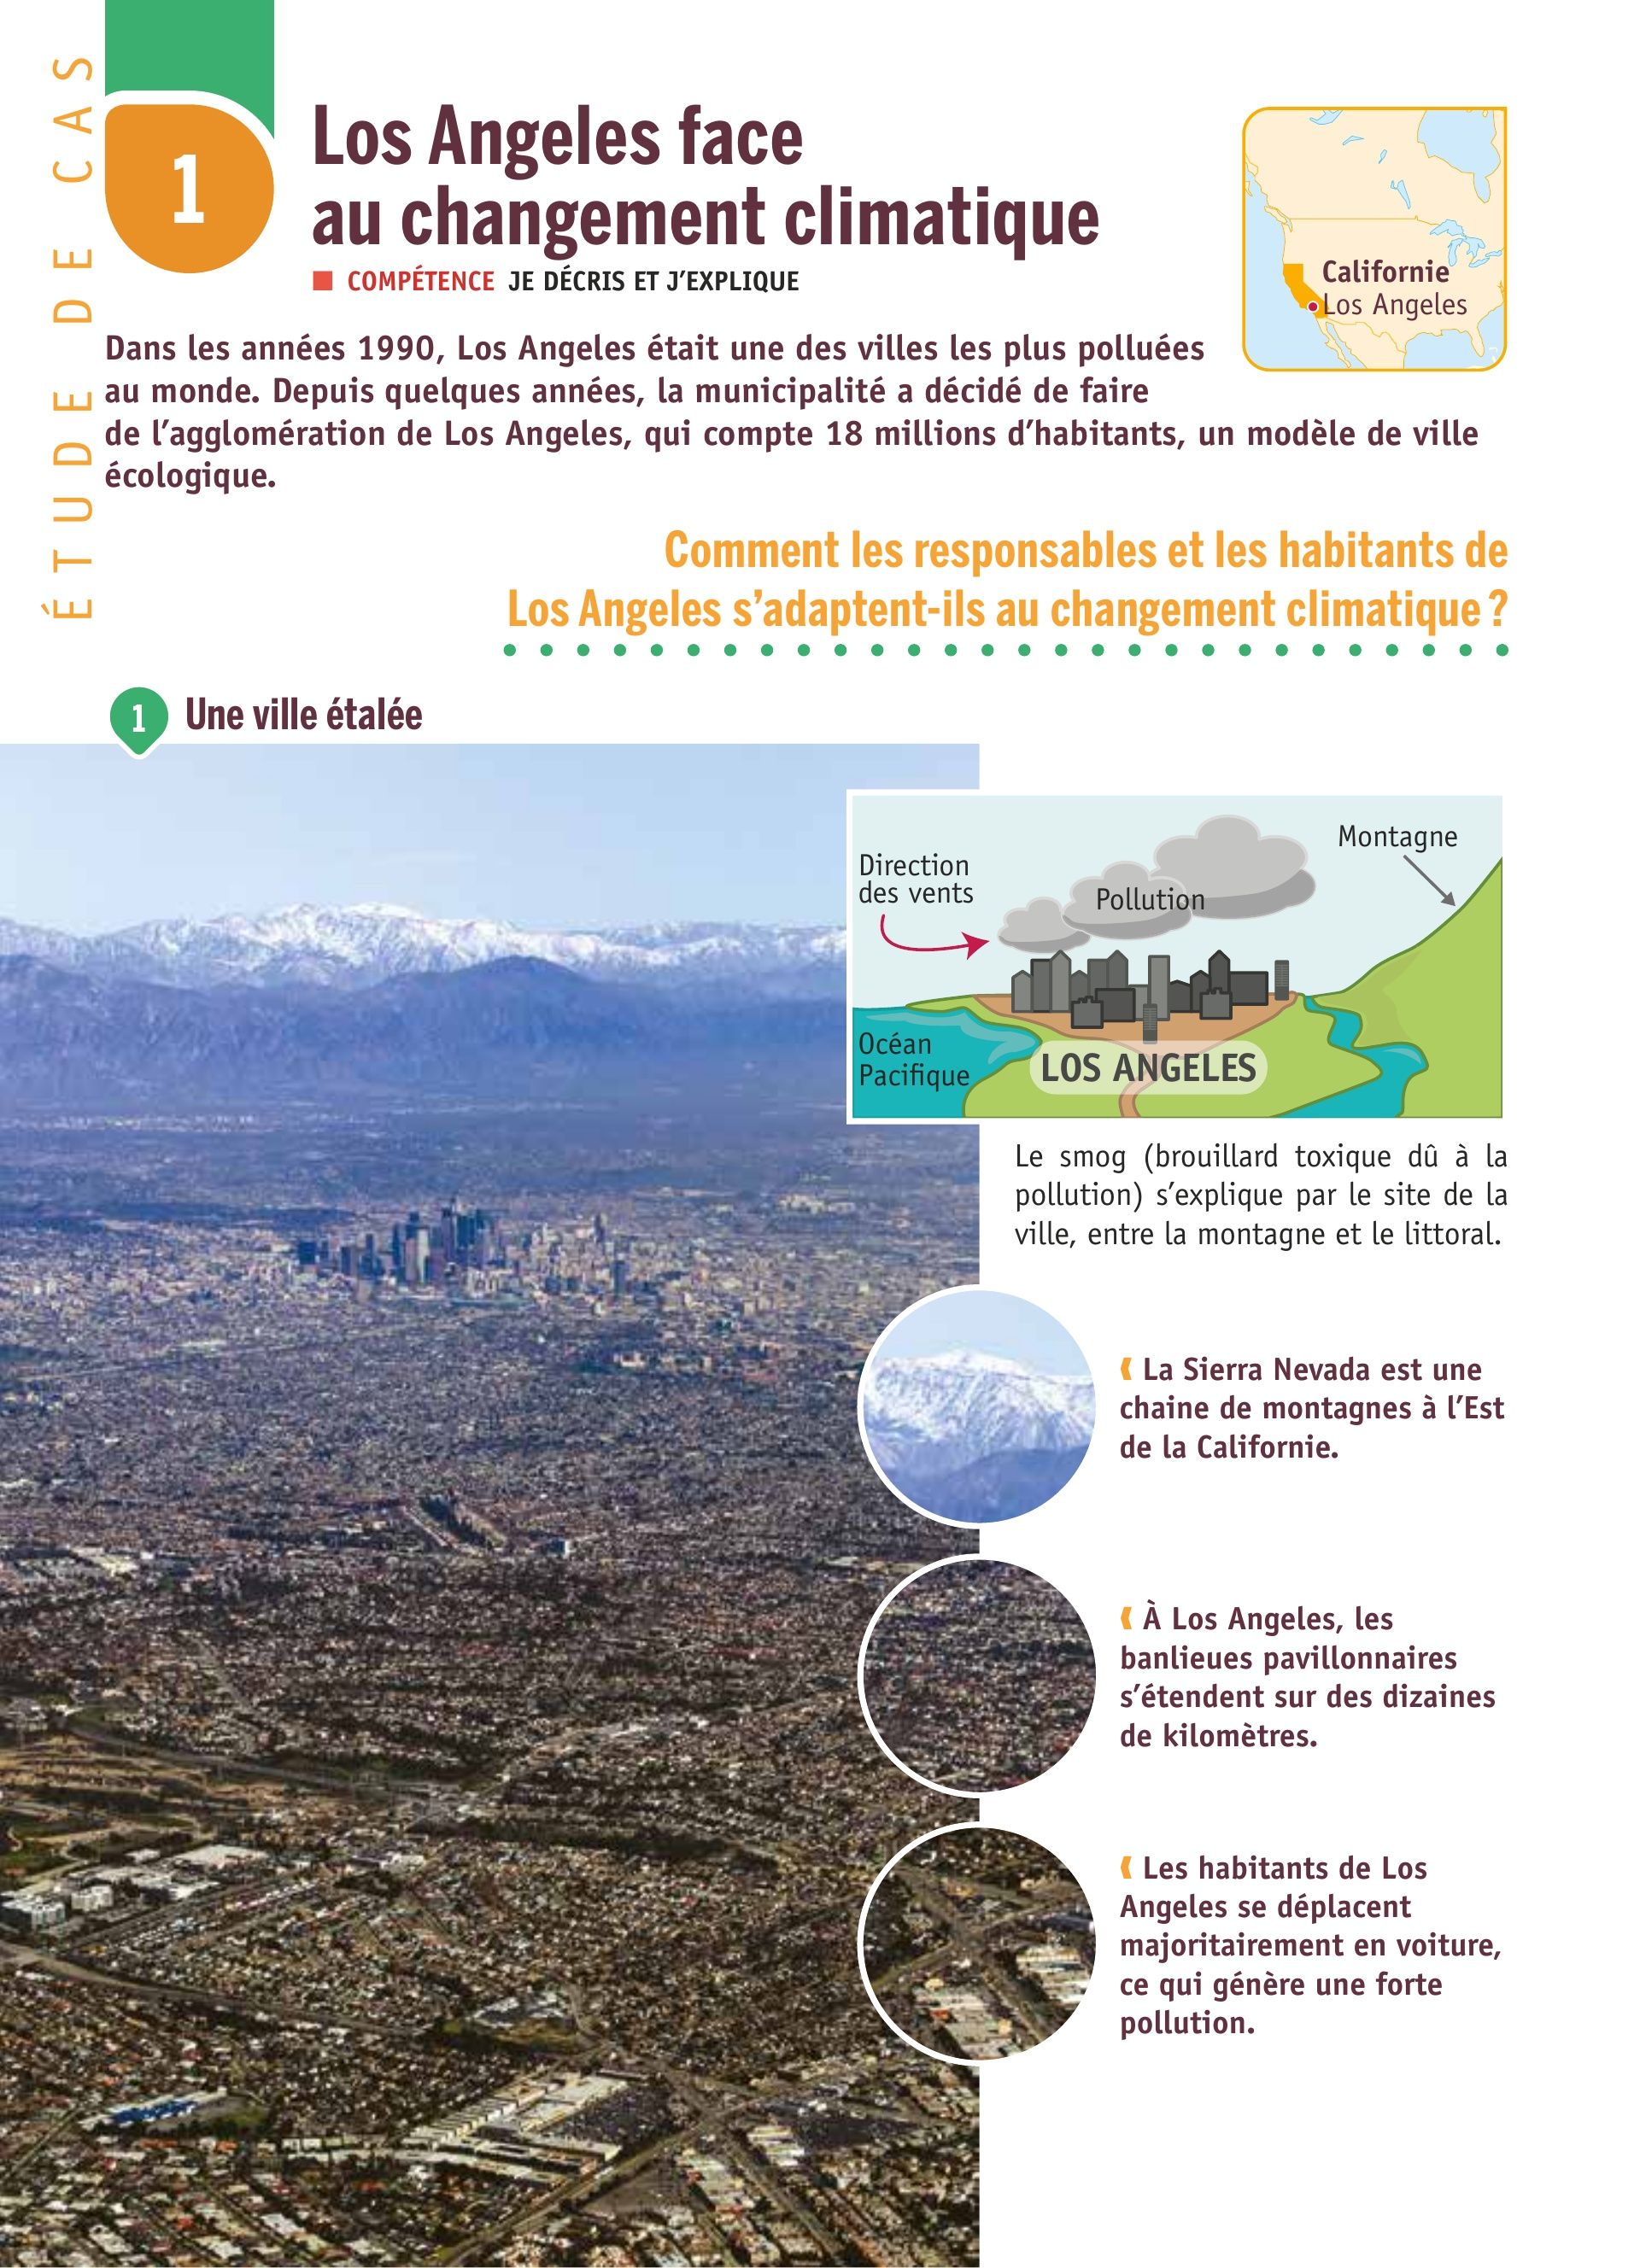 ÉTUDE DE CAS
1
Los Angeles face
au changement climatique
COMPÉTENCE JE DÉCRIS ET J’EXPLIQUE
Californie
Los Angeles
Dans les années 1990, Los Angeles était une des villes les plus polluées
au monde. Depuis quelques années, la municipalité a décidé de faire
de l’agglomération de Los Angeles, qui compte 18 millions d’habitants, un modèle de ville
écologique.
Comment les responsables et les habitants de
Los Angeles s’adaptent-ils au changement climatique ?
1 Une ville étalée
Direction
des vents
Pollution
Montagne
Océan
Pacifique
LOS ANGELES
Le smog (brouillard toxique dû à la
pollution) s’explique par le site de la
ville, entre la montagne et le littoral.
La Sierra Nevada est une
chaine de montagnes à l’Est
de la Californie.
À Los Angeles, les
banlieues pavillonnaires
s’étendent sur des dizaines
de kilomètres.
Les habitants de Los
Angeles se déplacent
majoritairement en voiture,
ce qui génère une forte
pollution.